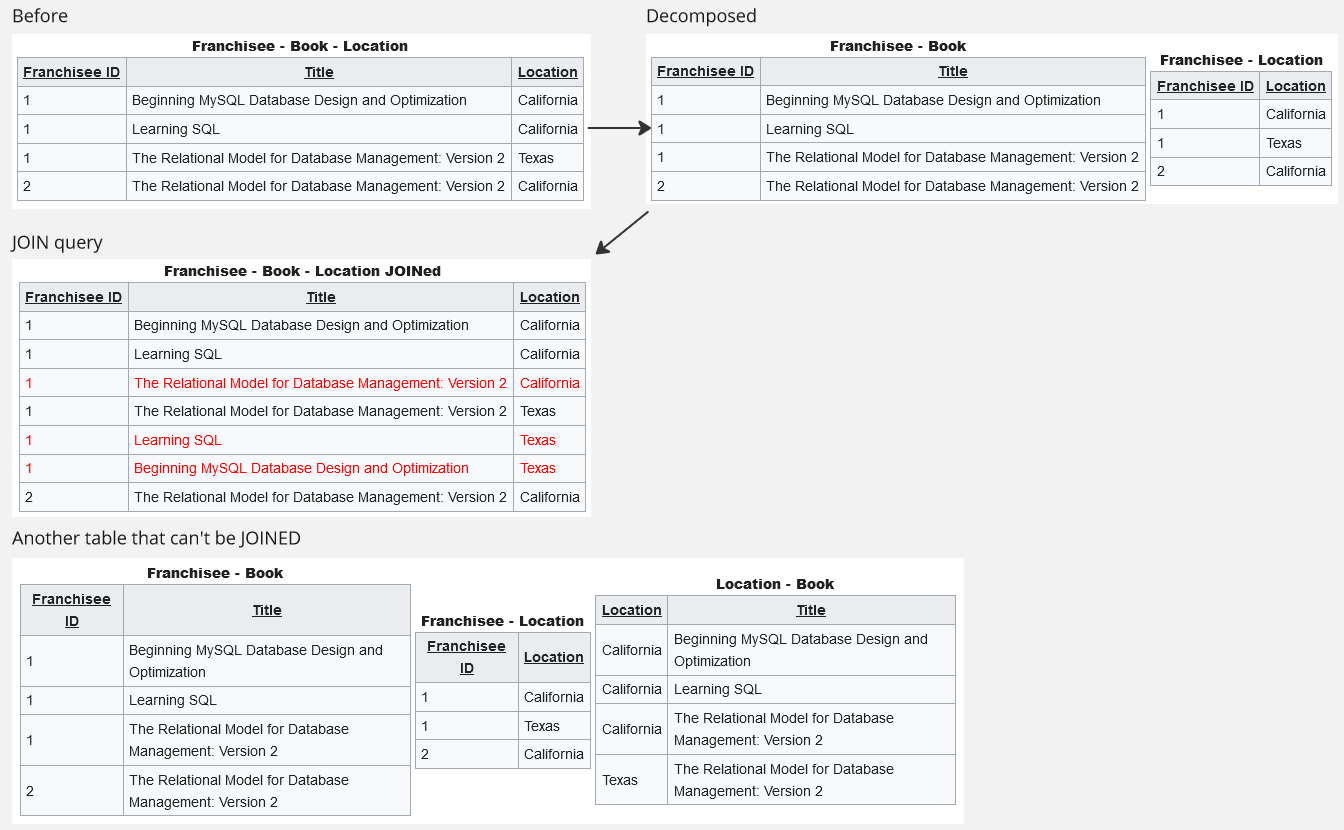 Before
Franchisee - Book - Location
Franchisee ID Title Location
1 Beginning MySQL Database Design and Optimization California
1 Learning SQL California
1 The Relational Model for Database Management: Version 2 Texas
2 The Relational Model for Database Management: Version 2 California
Decomposed
Franchisee - Book
Franchisee ID Title
1 Beginning MySQL Database Design and Optimization
1 Learning SQL
1 The Relational Model for Database Management: Version 2
2 The Relational Model for Database Management: Version 2
Franchisee - Location
Franchisee ID Location
1 California
1 Texas
2 California
JOIN query
Franchisee - Book - Location JOINed
Franchisee ID Title Location
1 Beginning MySQL Database Design and Optimization California
1 Learning SQL California
1 The Relational Model for Database Management: Version 2 California
1 The Relational Model for Database Management: Version 2 Texas
1 Learning SQL Texas
1 Beginning MySQL Database Design and Optimization Texas
2 The Relational Model for Database Management: Version 2 California
Another table that can't be JOINED
Franchisee - Book
Franchisee
ID Title
1 Beginning MySQL Database Design and
Optimization
1 Learning SQL
1 The Relational Model for Database
Management: Version 2
2 The Relational Model for Database
Management: Version 2
Franchisee - Location
Franchisee
ID Location
1 California
1 Texas
2 California
Location - Book
Location Title
California Beginning MySQL Database Design and
Optimization
California Learning SQL
California The Relational Model for Database
Management: Version 2
Texas The Relational Model for Database
Management: Version 2